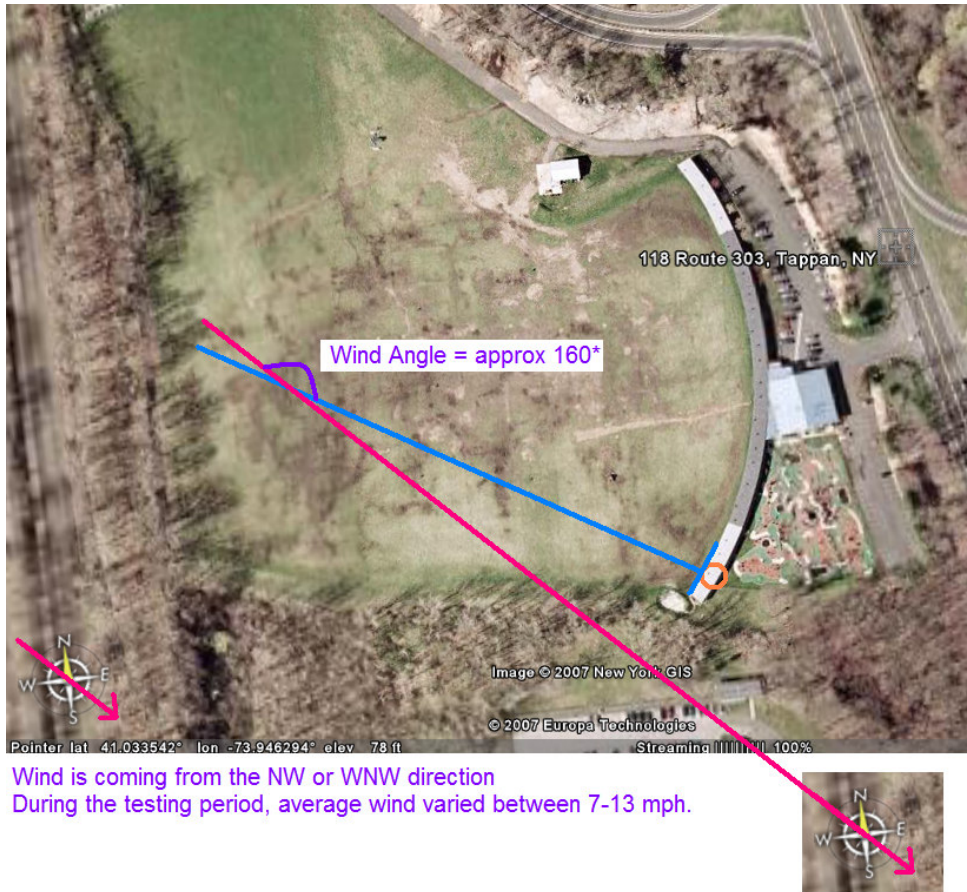 118 Route 303, Tappan, NY
Wind Angle = approx 160*
N
W E
S
Image © 2007 New York GIS
© 2007 Europa Technologies
Pointer lat 41.033542° lon -73.946294° elev 78 ft Streaming |||||||||| 100%
Wind is coming from the NW or WNW direction
During the testing period, average wind varied between 7-13 mph.
N
W E
S